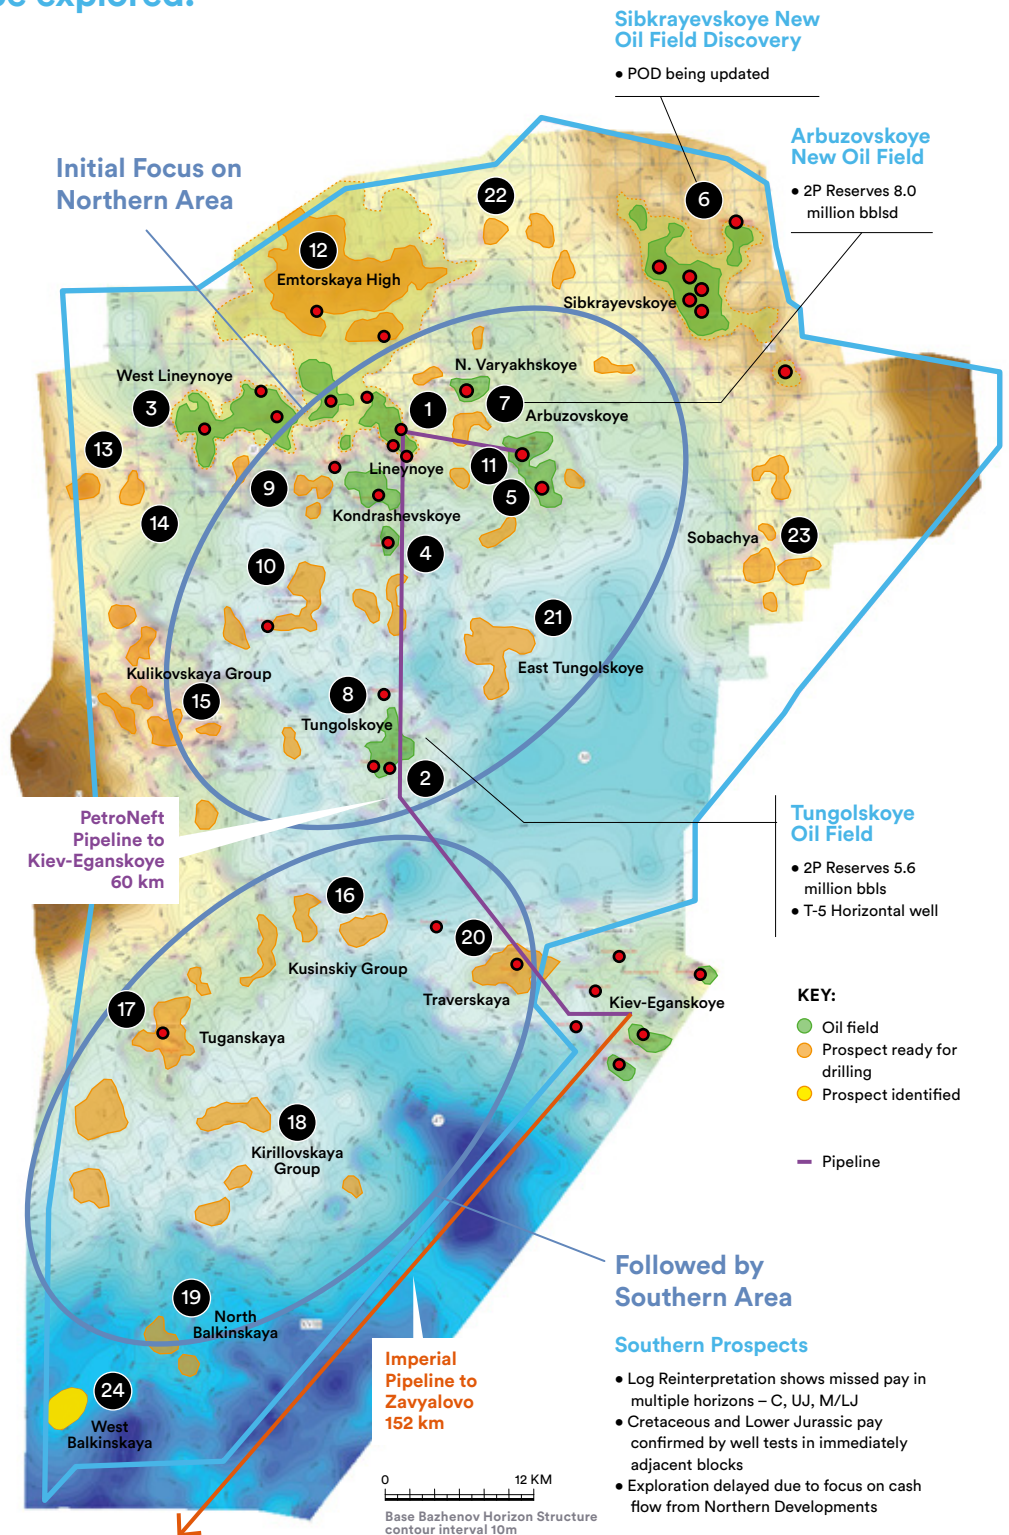 be explored.
Sibkrayevskoye New
Oil Field Discovery
• POD being updated
Arbuzovskoye
New Oil Field
• 2P Reserves 8.0
million bblsd
Initial Focus on
Northern Area
22
6
12
Emtorskaya High
Sibkrayevskoye
N. Varyakhskoye
West Lineynoye
3
1
7
Arbuzovskoye
13
11
Lineynoye
9
5
Kondrashevskoye
14
Sobachya
23
4
10
21
East Tungolskoye
Kulikovskaya Group
15
8
Tungolskoye
2
PetroNeft
Pipeline to
Kiev-Eganskoye
60 km
Tungolskoye
Oil Field
• 2P Reserves 5.6
million bbls
• T-5 Horizontal well
16
20
Kusinskiy Group
Traverskaya
Kiev-Eganskoye
17
Tuganskaya
KEY:
Oil field
Prospect ready for
drilling
Prospect identified
Pipeline
18
Kirillovskaya
Group
Followed by
Southern Area
19
North
Balkinskaya
Southern Prospects
• Log Reinterpretation shows missed pay in
multiple horizons – C, UJ, M/LJ
• Cretaceous and Lower Jurassic pay
confirmed by well tests in immediately
adjacent blocks
• Exploration delayed due to focus on cash
flow from Northern Developments
Imperial
Pipeline to
Zavyalovo
152 km
24
West
Balkinskaya
0 12 KM
Base Bazhenov Horizon Structure
contour interval 10m